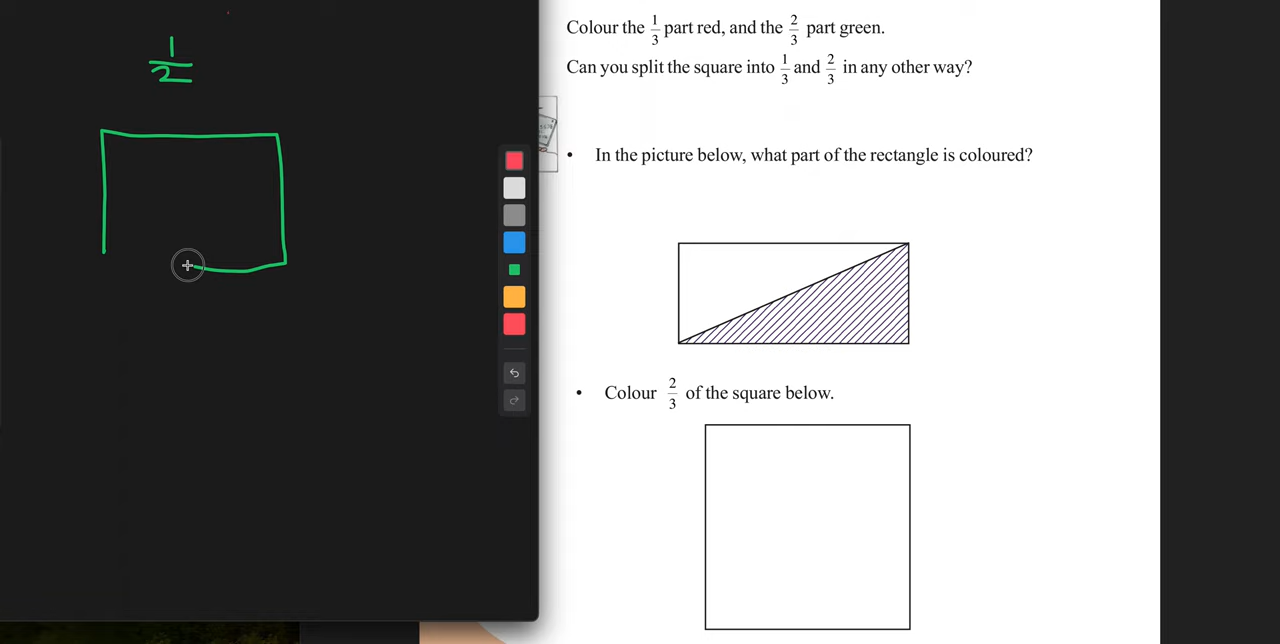 1/2
Colour the 1/3 part red, and the 2/3 part green.
Can you split the square into 1/3 and 2/3 in any other way?
• In the picture below, what part of the rectangle is coloured?
• Colour 2/3 of the square below.